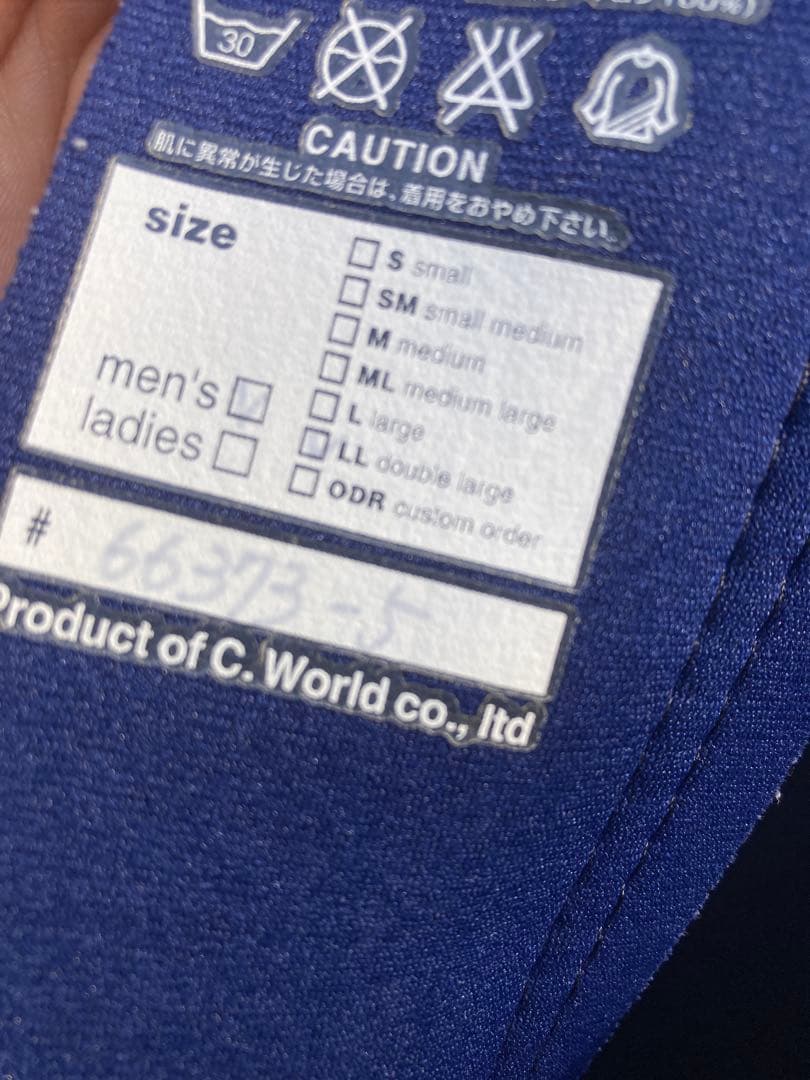 30
CAUTION
肌に異常が生じた場合は、着用をおやめ下さい。
size
S small
SM small medium
M medium
ML medium large
L large
LL double large
ODR custom order
men's
ladies
# 66373-5
Product of C. World co., ltd